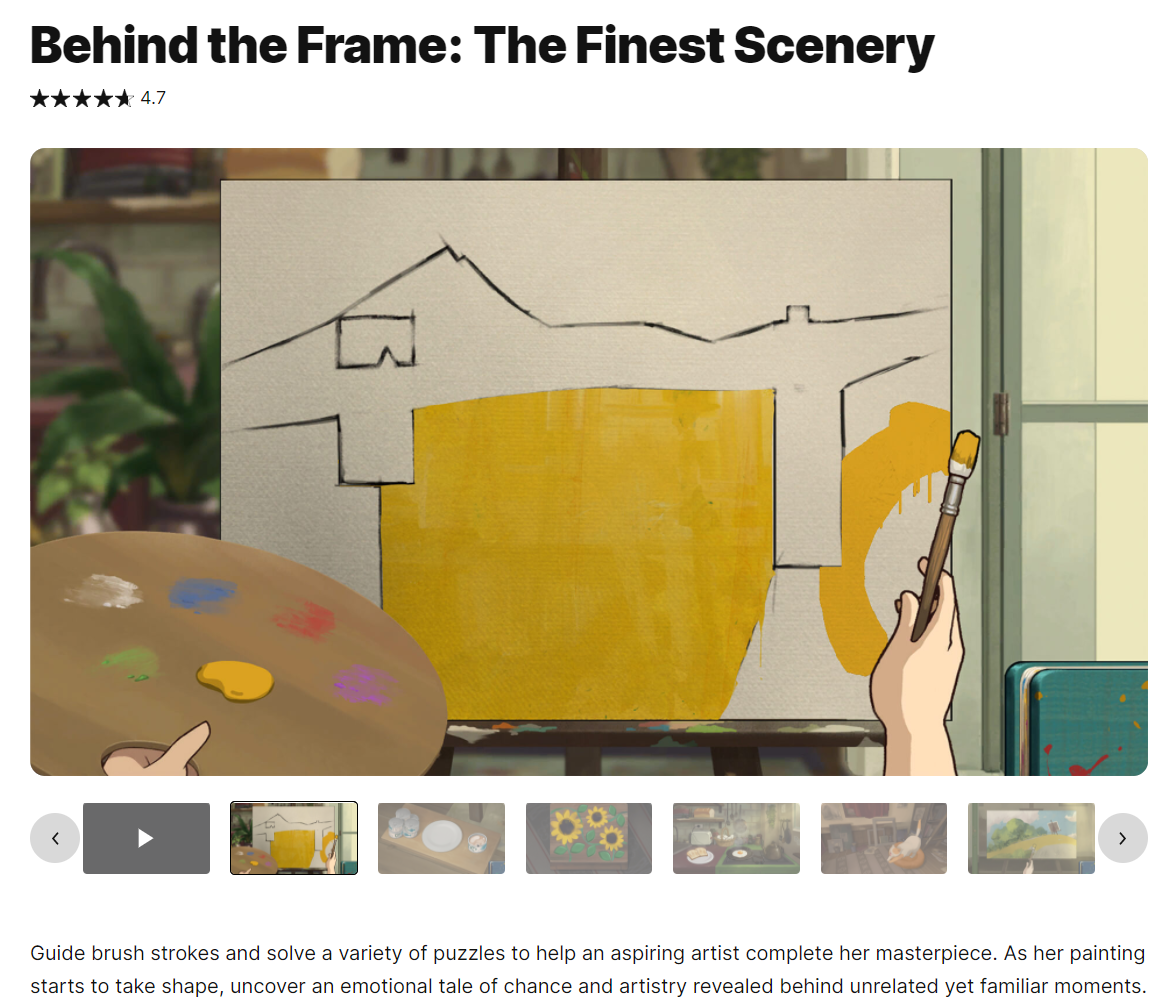 Behind the Frame: The Finest Scenery
4.7
Guide brush strokes and solve a variety of puzzles to help an aspiring artist complete her masterpiece. As her painting
starts to take shape, uncover an emotional tale of chance and artistry revealed behind unrelated yet familiar moments.